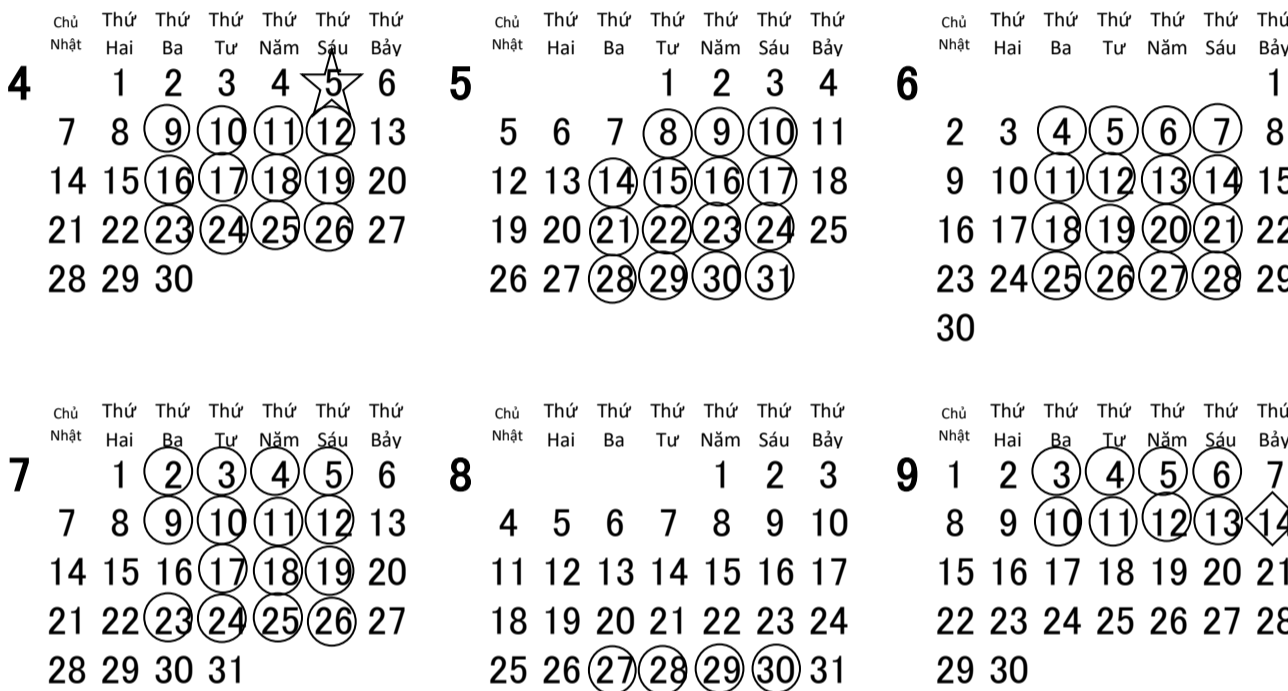 Chủ Nhật Thứ Hai Thứ Ba Thứ Tư Thứ Năm Thứ Sáu Thứ Bảy
4
1 2 3 4 5 6
7 8 9 10 11 12 13
14 15 16 17 18 19 20
21 22 23 24 25 26 27
28 29 30
Chủ Nhật Thứ Hai Thứ Ba Thứ Tư Thứ Năm Thứ Sáu Thứ Bảy
5
1 2 3 4
5 6 7 8 9 10 11
12 13 14 15 16 17 18
19 20 21 22 23 24 25
26 27 28 29 30 31
Chủ Nhật Thứ Hai Thứ Ba Thứ Tư Thứ Năm Thứ Sáu Thứ Bảy
6
1
2 3 4 5 6 7 8
9 10 11 12 13 14 15
16 17 18 19 20 21 22
23 24 25 26 27 28 29
30
Chủ Nhật Thứ Hai Thứ Ba Thứ Tư Thứ Năm Thứ Sáu Thứ Bảy
7
1 2 3 4 5 6
7 8 9 10 11 12 13
14 15 16 17 18 19 20
21 22 23 24 25 26 27
28 29 30 31
Chủ Nhật Thứ Hai Thứ Ba Thứ Tư Thứ Năm Thứ Sáu Thứ Bảy
8
1 2 3
4 5 6 7 8 9 10
11 12 13 14 15 16 17
18 19 20 21 22 23 24
25 26 27 28 29 30 31
Chủ Nhật Thứ Hai Thứ Ba Thứ Tư Thứ Năm Thứ Sáu Thứ Bảy
9
1 2 3 4 5 6 7
8 9 10 11 12 13 14
15 16 17 18 19 20 21
22 23 24 25 26 27 28
29 30